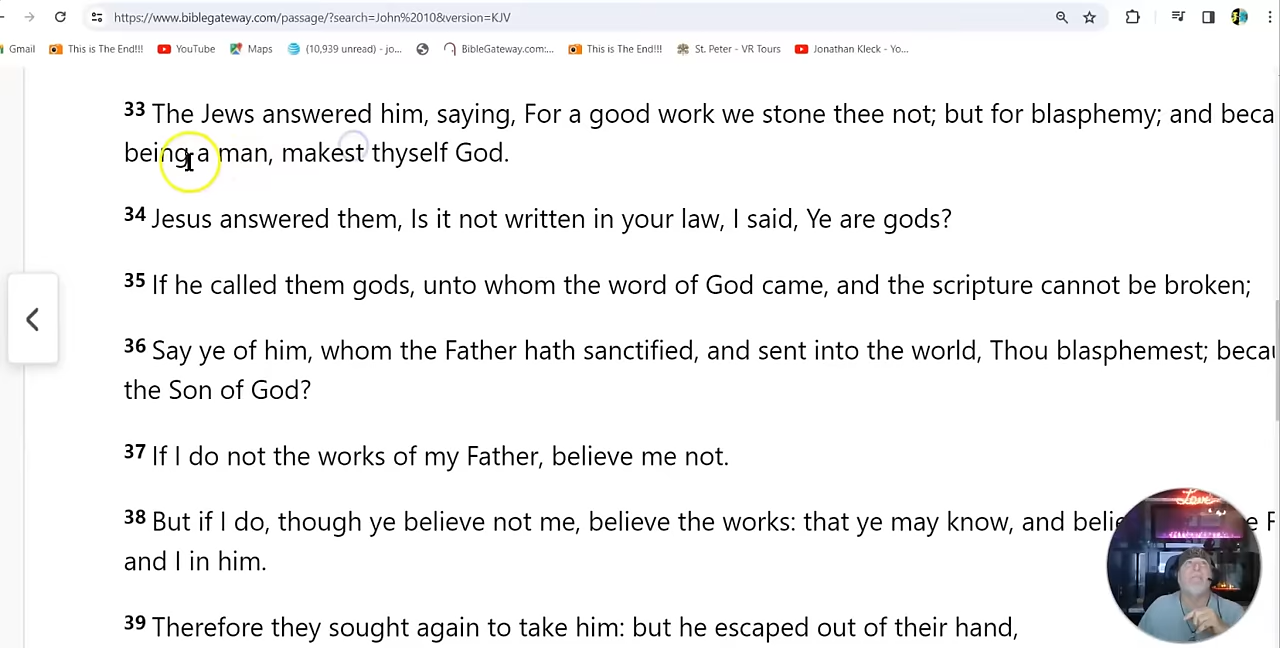 https://www.biblegateway.com/passage/?search=John%2010&version=KJV
Gmail This is The End!!! YouTube Maps (10,939 unread) - jo... BibleGateway.com:... This is The End!!! St. Peter - VR Tours Jonathan Kleck - Yo...
33 The Jews answered him, saying, For a good work we stone thee not; but for blasphemy; and beca
being a man, makest thyself God.
34 Jesus answered them, Is it not written in your law, I said, Ye are gods?
35 If he called them gods, unto whom the word of God came, and the scripture cannot be broken;
36 Say ye of him, whom the Father hath sanctified, and sent into the world, Thou blasphemest; becau
the Son of God?
37 If I do not the works of my Father, believe me not.
38 But if I do, though ye believe not me, believe the works: that ye may know, and belie e F
and I in him.
Love
39 Therefore they sought again to take him: but he escaped out of their hand,